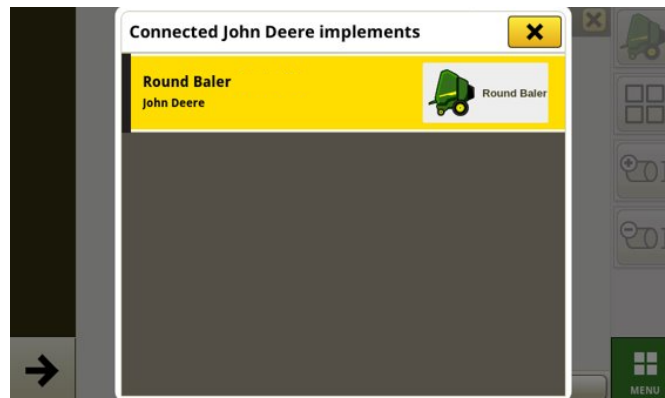 Connected John Deere implements
Round Baler
John Deere
Round Baler
MENU